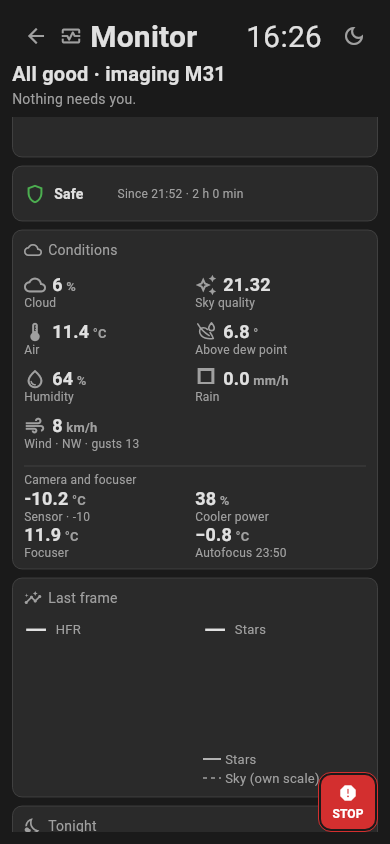 Monitor 16:26
All good · imaging M31
Nothing needs you.
Safe Since 21:52 · 2 h 0 min
Conditions
6 % 21.32
Cloud Sky quality
11.4 °C 6.8 °
Air Above dew point
64 % 0.0 mm/h
Humidity Rain
8 km/h
Wind · NW · gusts 13
Camera and focuser
-10.2 °C 38 %
Sensor · -10 Cooler power
11.9 °C −0.8 °C
Focuser Autofocus 23:50
Last frame
HFR Stars
Stars
Sky (own scale)
STOP
Tonight